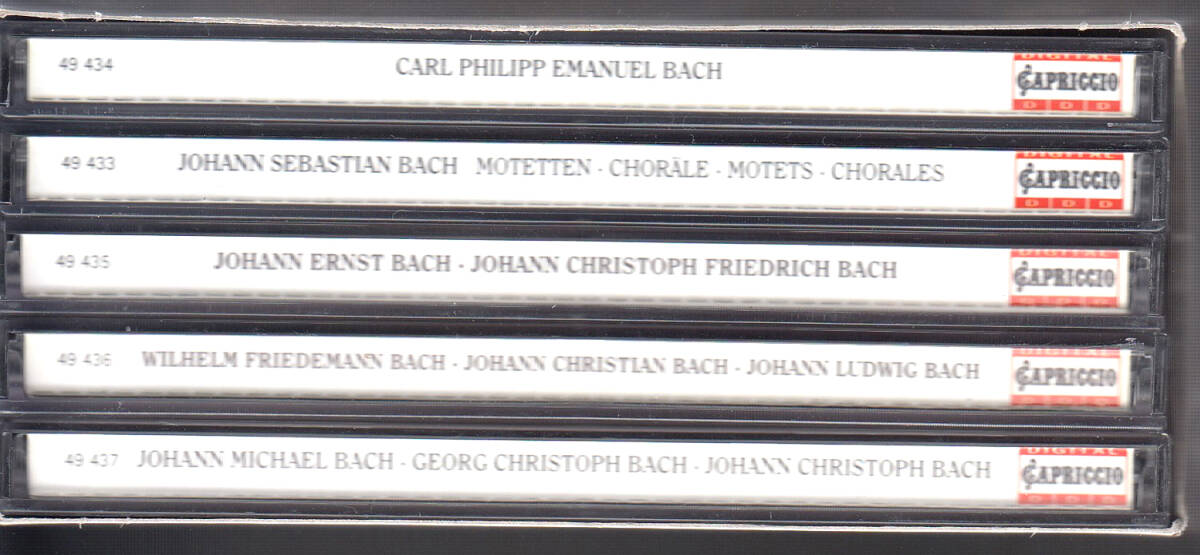 49 434 CARL PHILIPP EMANUEL BACH DIGITAL CAPRICCIO D D D
49 433 JOHANN SEBASTIAN BACH MOTETTEN · CHORÄLE · MOTETS · CHORALES DIGITAL CAPRICCIO D D D
49 435 JOHANN ERNST BACH · JOHANN CHRISTOPH FRIEDRICH BACH DIGITAL CAPRICCIO D D D
49 436 WILHELM FRIEDEMANN BACH · JOHANN CHRISTIAN BACH · JOHANN LUDWIG BACH DIGITAL CAPRICCIO D D D
49 437 JOHANN MICHAEL BACH · GEORG CHRISTOPH BACH · JOHANN CHRISTOPH BACH DIGITAL CAPRICCIO D D D